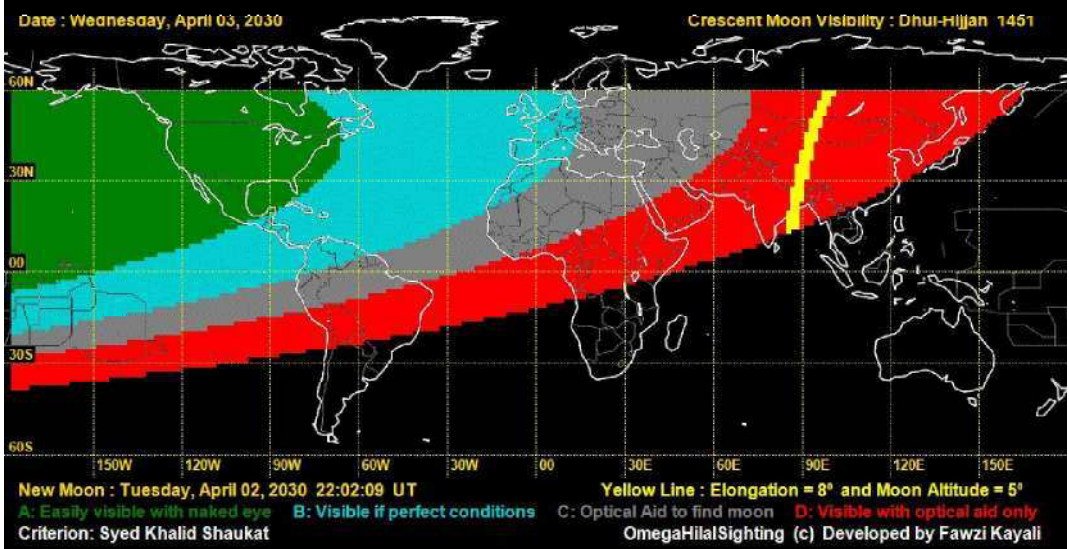 Date : Wednesday, April 03, 2030 Crescent Moon Visibility : Dhul-Hijjah 1451
60N
30N
00
30S
60S
150W 120W 90W 60W 30W 00 30E 60E 90E 120E 150E
New Moon : Tuesday, April 02, 2030 22:02:09 UT Yellow Line : Elongation = 8º and Moon Altitude = 5º
A: Easily visible with naked eye B: Visible if perfect conditions C: Optical Aid to find moon D: Visible with optical aid only
Criterion: Syed Khalid Shaukat OmegaHilalSighting (c) Developed by Fawzi Kayali